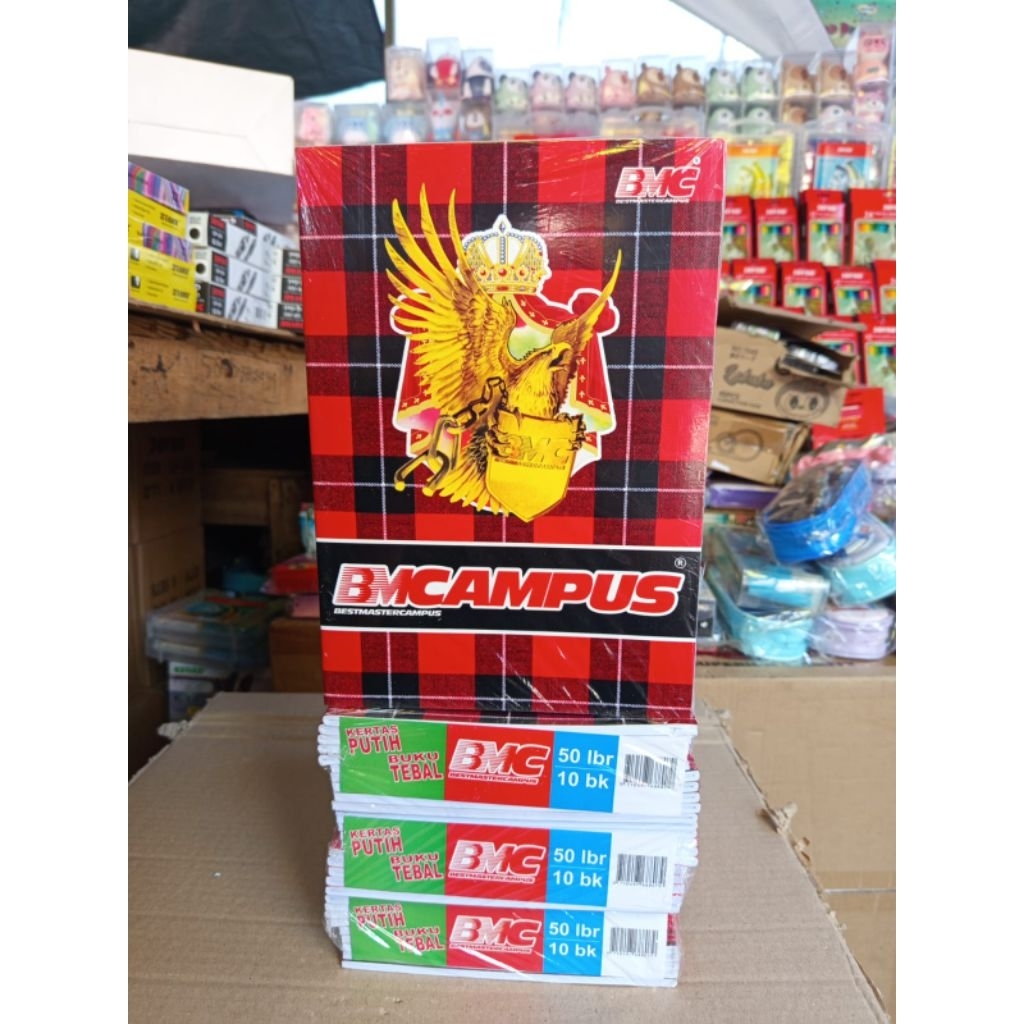 BMC
BESTMASTERCAMPUS
BMC
BMCAMPUS®
BESTMASTERCAMPUS
KERTAS
PUTIH
BUKU
TEBAL
BMC
BESTMASTERCAMPUS
50 lbr
10 bk
KERTAS
PUTIH
BUKU
TEBAL
BMC
BESTMASTERCAMPUS
50 lbr
10 bk
KERTAS
PUTIH
BUKU
TEBAL
BMC
BESTMASTERCAMPUS
50 lbr
10 bk